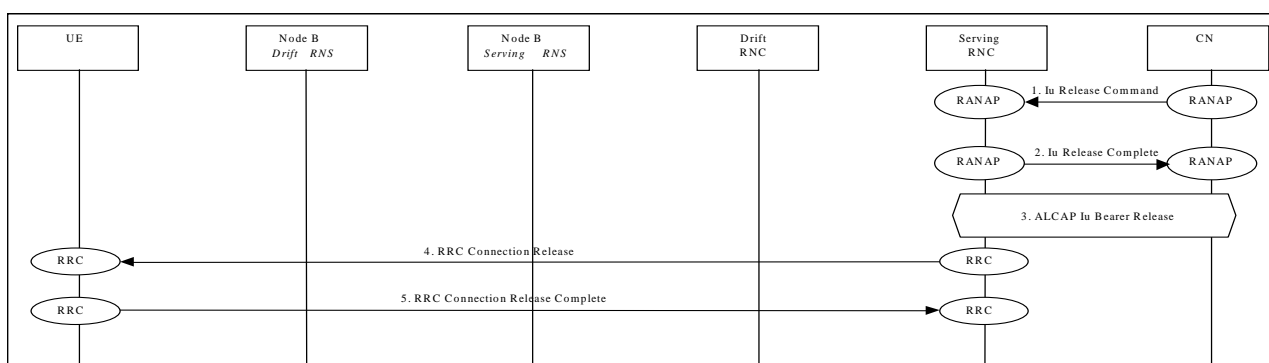 UE
Node B
Drift RNS
Node B
Serving RNS
Drift
RNC
Serving
RNC
CN
1. Iu Release Command
RANAP
RANAP
2. Iu Release Complete
RANAP
RANAP
3. ALCAP Iu Bearer Release
4. RRC Connection Release
RRC
RRC
5. RRC Connection Release Complete
RRC
RRC